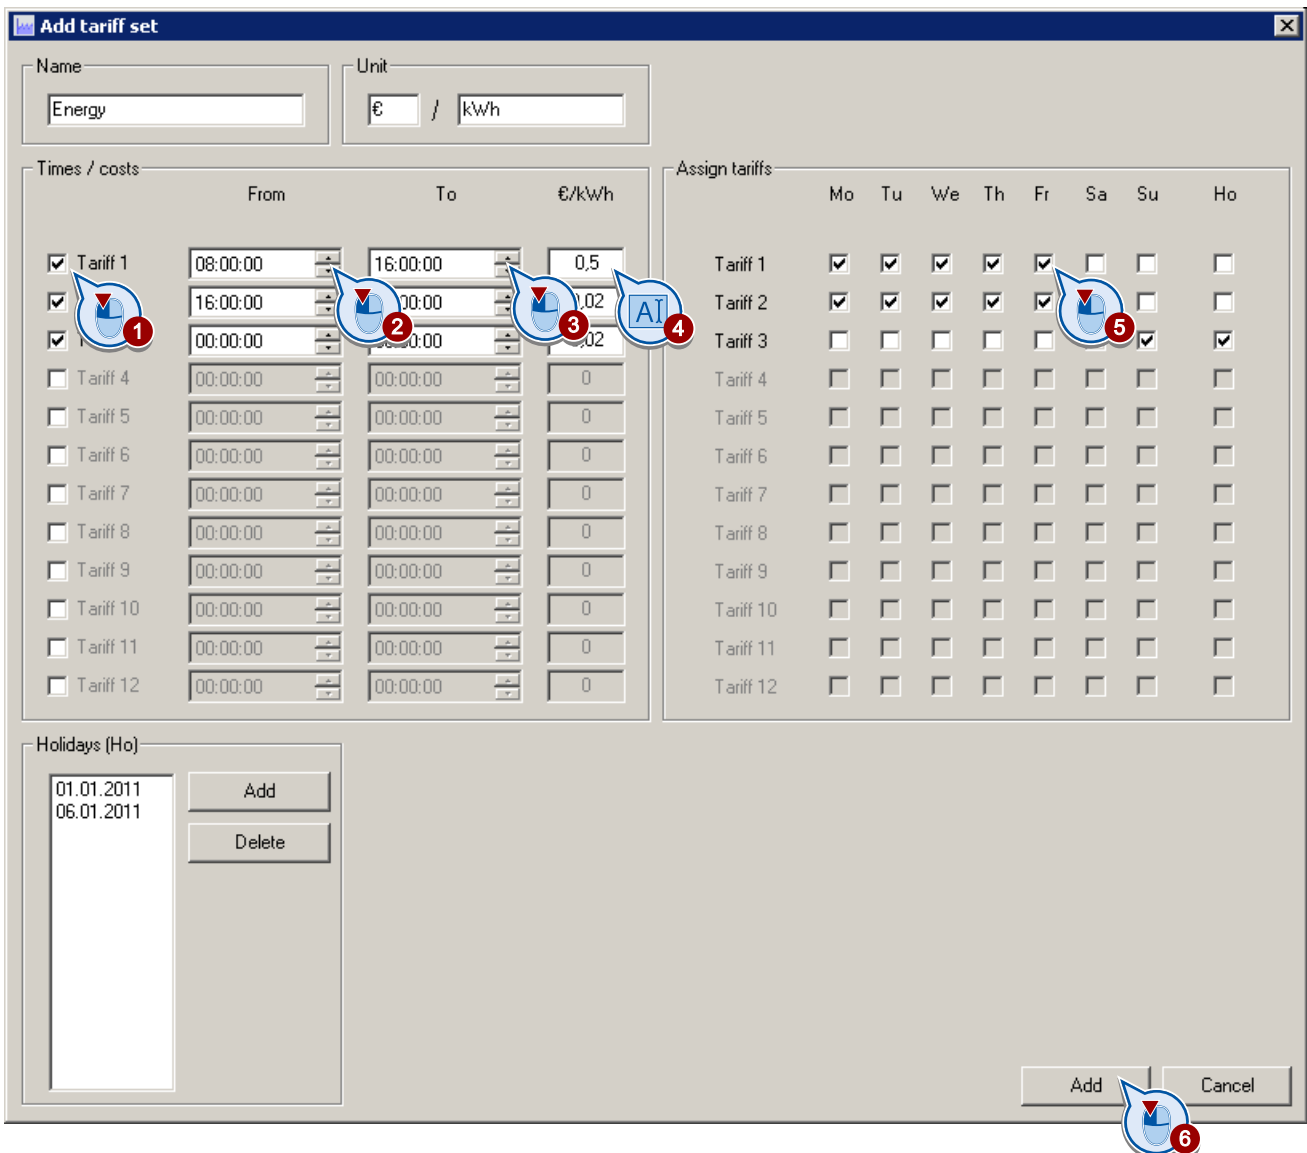 Add tariff set
Name
Unit
Energy
€ / kWh
Times / costs
From To €/kWh
Tariff 1 08:00:00 16:00:00 0,5
16:00:00 :00:00 ,02
00:00:00 :00:00 ,02
Tariff 4 00:00:00 00:00:00 0
Tariff 5 00:00:00 00:00:00 0
Tariff 6 00:00:00 00:00:00 0
Tariff 7 00:00:00 00:00:00 0
Tariff 8 00:00:00 00:00:00 0
Tariff 9 00:00:00 00:00:00 0
Tariff 10 00:00:00 00:00:00 0
Tariff 11 00:00:00 00:00:00 0
Tariff 12 00:00:00 00:00:00 0
1
2
3
AI
4
Assign tariffs
Mo Tu We Th Fr Sa Su Ho
Tariff 1
Tariff 2
Tariff 3
Tariff 4
Tariff 5
Tariff 6
Tariff 7
Tariff 8
Tariff 9
Tariff 10
Tariff 11
Tariff 12
5
Holidays (Ho)
01.01.2011
06.01.2011
Add
Delete
Add Cancel
6